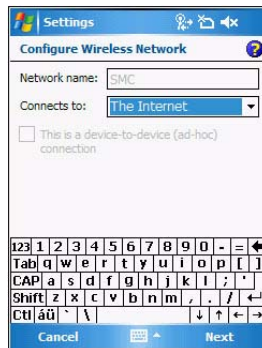 Settings
Configure Wireless Network
Network name: SMC
Connects to: The Internet
This is a device-to-device (ad-hoc)
connection
123 1 2 3 4 5 6 7 8 9 0 - =
Tab q w e r t y u i o p [ ]
CAP a s d f g h j k l ; '
Shift z x c v b n m , . /
Ctl áü ` \
Cancel Next